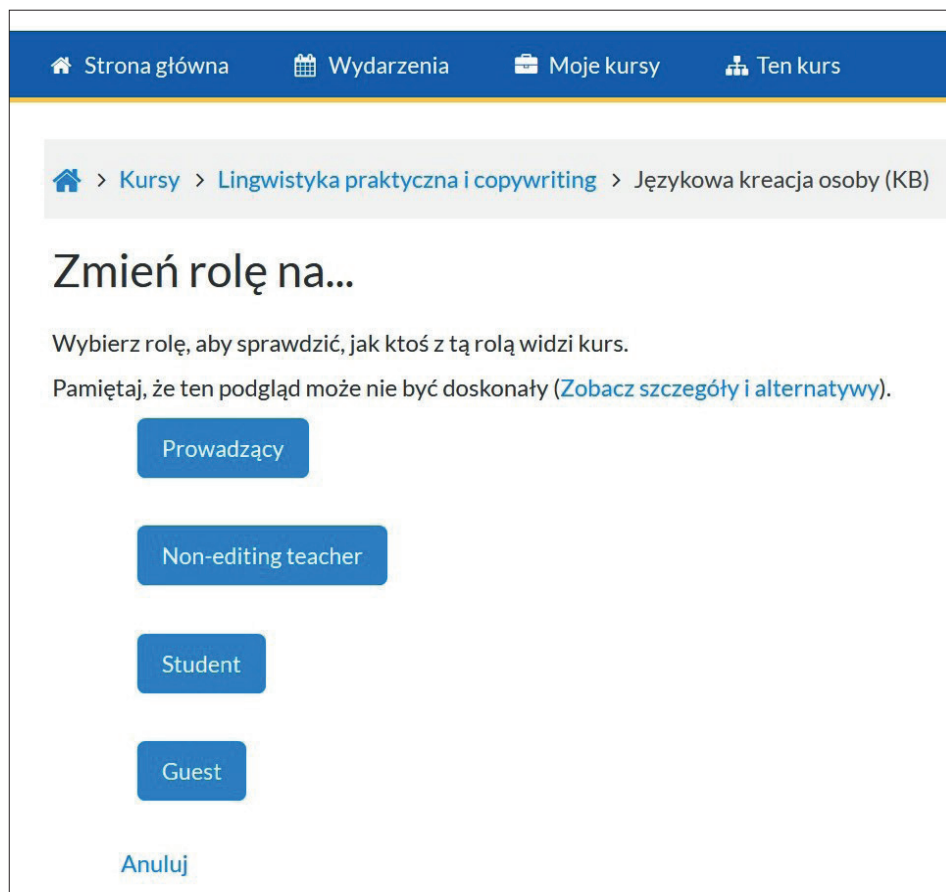 Strona główna Wydarzenia Moje kursy Ten kurs
> Kursy > Lingwistyka praktyczna i copywriting > Językowa kreacja osoby (KB)
Zmień rolę na...
Wybierz rolę, aby sprawdzić, jak ktoś z tą rolą widzi kurs.
Pamiętaj, że ten podgląd może nie być doskonały (Zobacz szczegóły i alternatywy).
Prowadzący
Non-editing teacher
Student
Guest
Anuluj